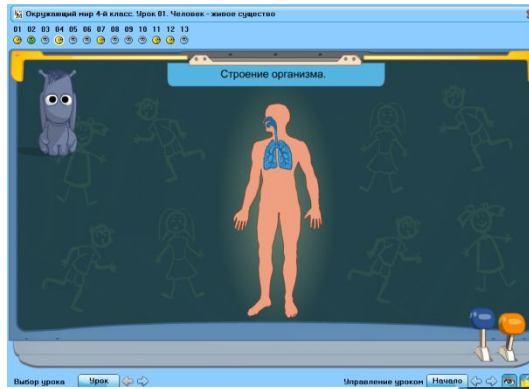 Окружающий мир 4-й класс. Урок 01. Человек - живое существо
01 02 03 04 05 06 07 08 09 10 11 12 13
Строение организма.
Выбор урока Урок Управление уроком Начало